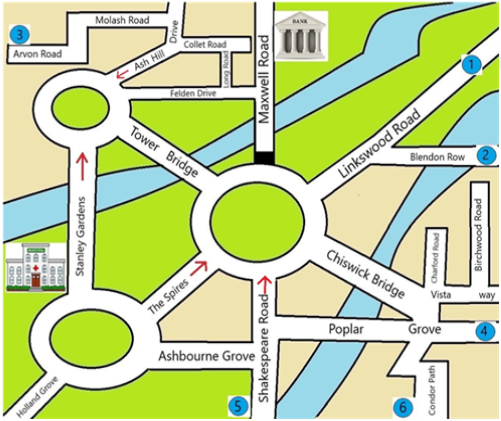 Molash Road
Drive
3
Collet Road
Arvon Road
Ash Hill
Long Road
Maxwell Road
BANK
1
Felden Drive
Tower Bridge
Linkswood Road
Blendon Row
2
Stanley Gardens
Birchwood Road
Charford Road
Chiswick Bridge
The Spires
Vista way
Shakespeare Road
Poplar Grove
4
Ashbourne Grove
Holland Grove
5
6
Condor Path